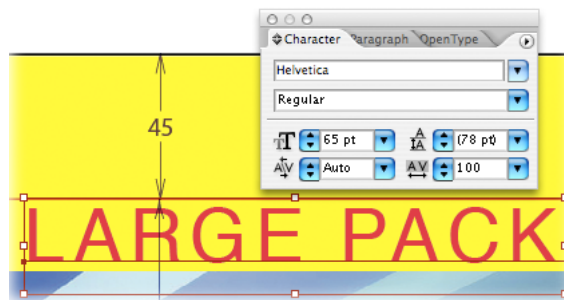 Character Paragraph OpenType
Helvetica
Regular
65 pt (78 pt)
Auto 100
45
LARGE PACK